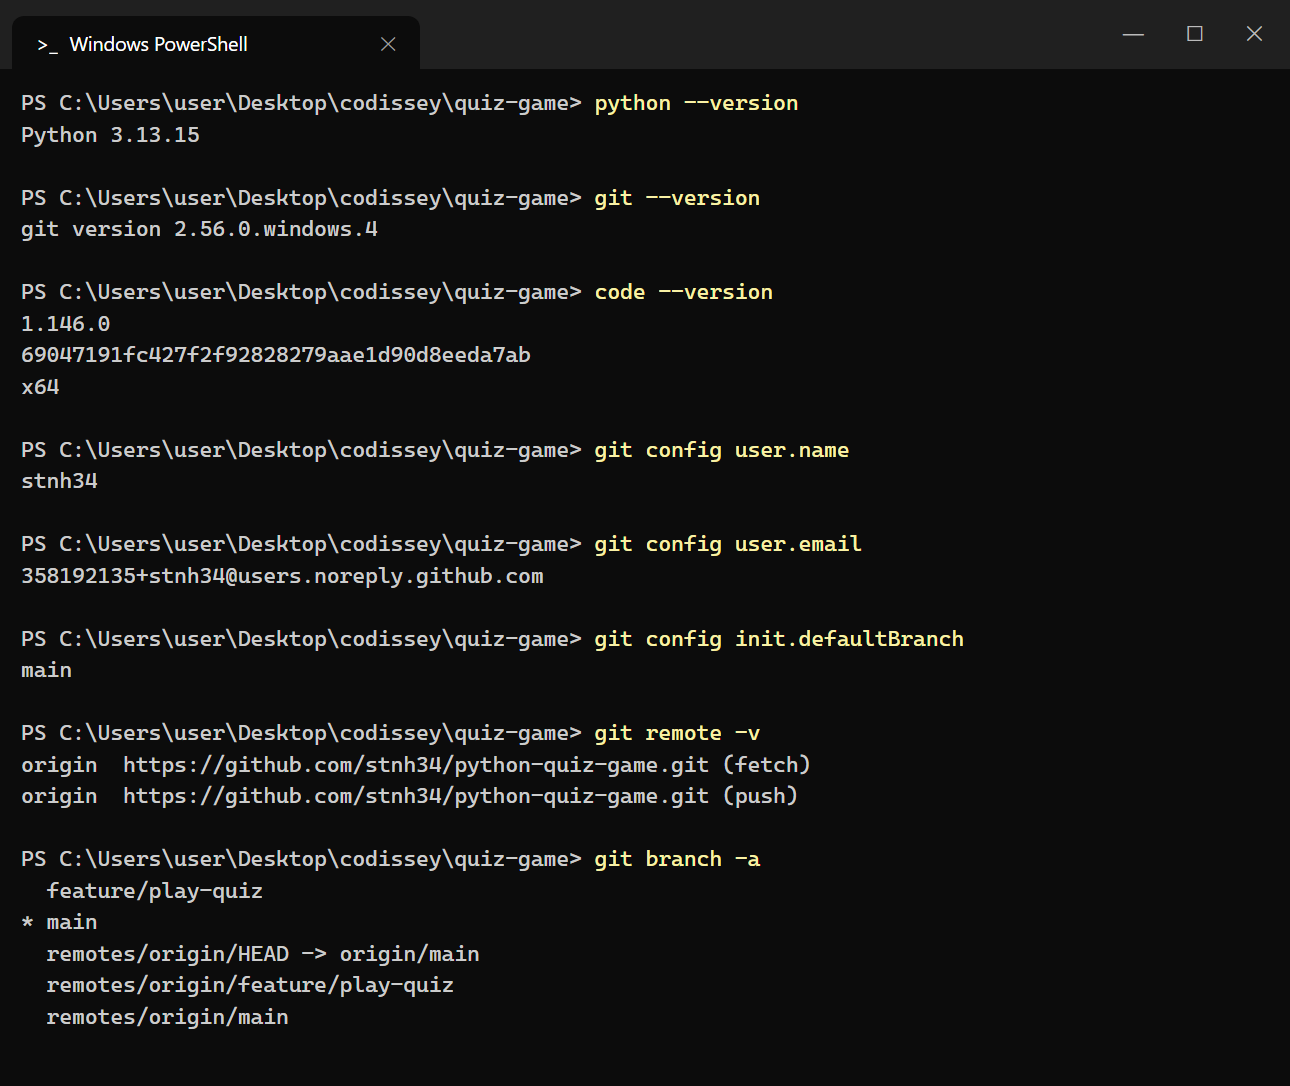 >_ Windows PowerShell
PS C:\Users\user\Desktop\codissey\quiz-game> python --version
Python 3.13.15
PS C:\Users\user\Desktop\codissey\quiz-game> git --version
git version 2.56.0.windows.4
PS C:\Users\user\Desktop\codissey\quiz-game> code --version
1.146.0
69047191fc427f2f92828279aae1d90d8eeda7ab
x64
PS C:\Users\user\Desktop\codissey\quiz-game> git config user.name
stnh34
PS C:\Users\user\Desktop\codissey\quiz-game> git config user.email
358192135+stnh34@users.noreply.github.com
PS C:\Users\user\Desktop\codissey\quiz-game> git config init.defaultBranch
main
PS C:\Users\user\Desktop\codissey\quiz-game> git remote -v
origin  https://github.com/stnh34/python-quiz-game.git (fetch)
origin  https://github.com/stnh34/python-quiz-game.git (push)
PS C:\Users\user\Desktop\codissey\quiz-game> git branch -a
  feature/play-quiz
* main
  remotes/origin/HEAD -> origin/main
  remotes/origin/feature/play-quiz
  remotes/origin/main